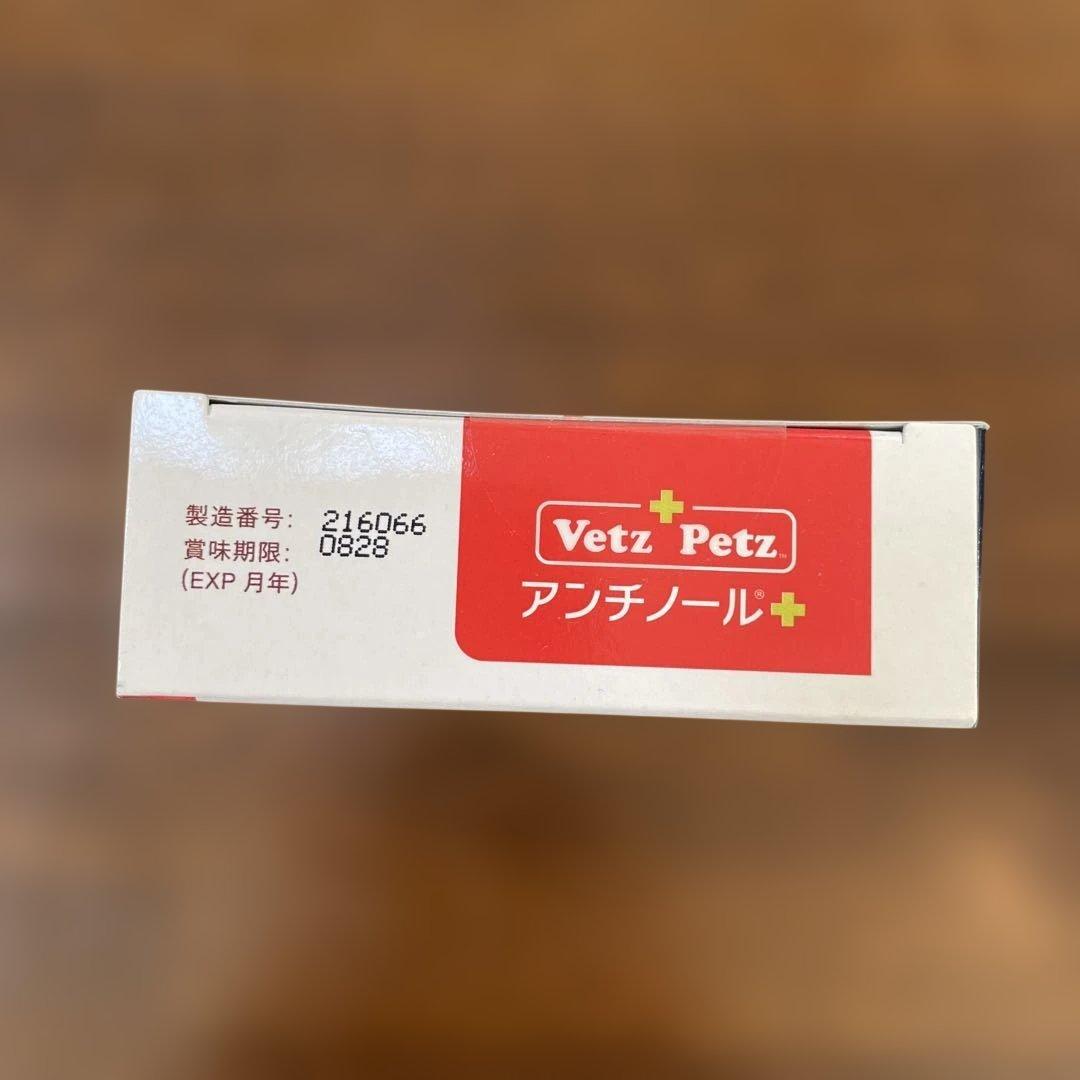 製造番号: 216066
賞味期限: 0828
(EXP 月年)
Vetz Petz™
アンチノール®+